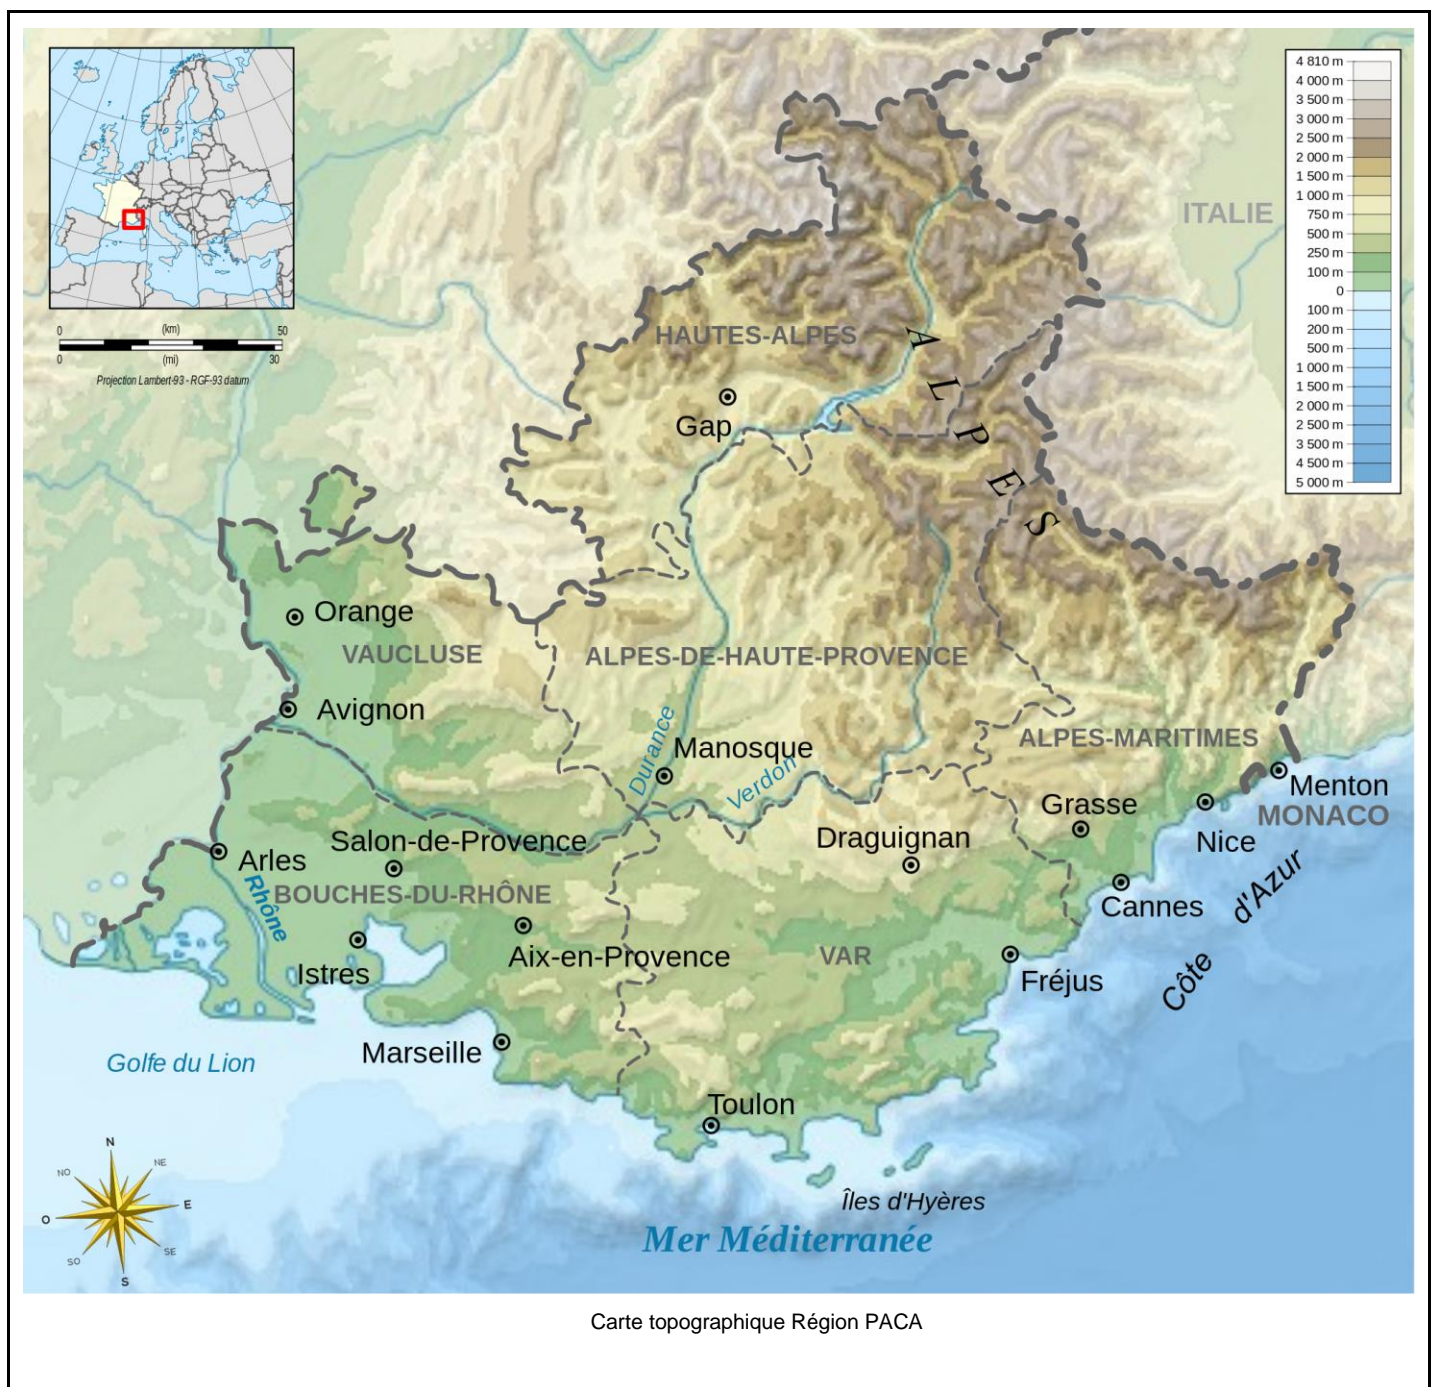 0 (km) 50
0 (mi) 30
Projection Lambert-93 - RGF-93 datum
4 810 m
4 000 m
3 500 m
3 000 m
2 500 m
2 000 m
1 500 m
1 000 m
750 m
500 m
250 m
100 m
0
100 m
200 m
500 m
1 000 m
1 500 m
2 000 m
2 500 m
3 500 m
4 500 m
5 000 m
ITALIE
HAUTES-ALPES
ALPES
Gap
Orange
VAUCLUSE
ALPES-DE-HAUTE-PROVENCE
Avignon
Durance
Manosque
Verdon
ALPES-MARITIMES
Menton
MONACO
Grasse
Nice
Salon-de-Provence
Draguignan
Arles
Rhône
BOUCHES-DU-RHÔNE
Cannes
Côte d'Azur
Istres
Aix-en-Provence
VAR
Fréjus
Marseille
Golfe du Lion
Toulon
Îles d'Hyères
Mer Méditerranée
N
NO
NE
O
E
SO
SE
S
Carte topographique Région PACA